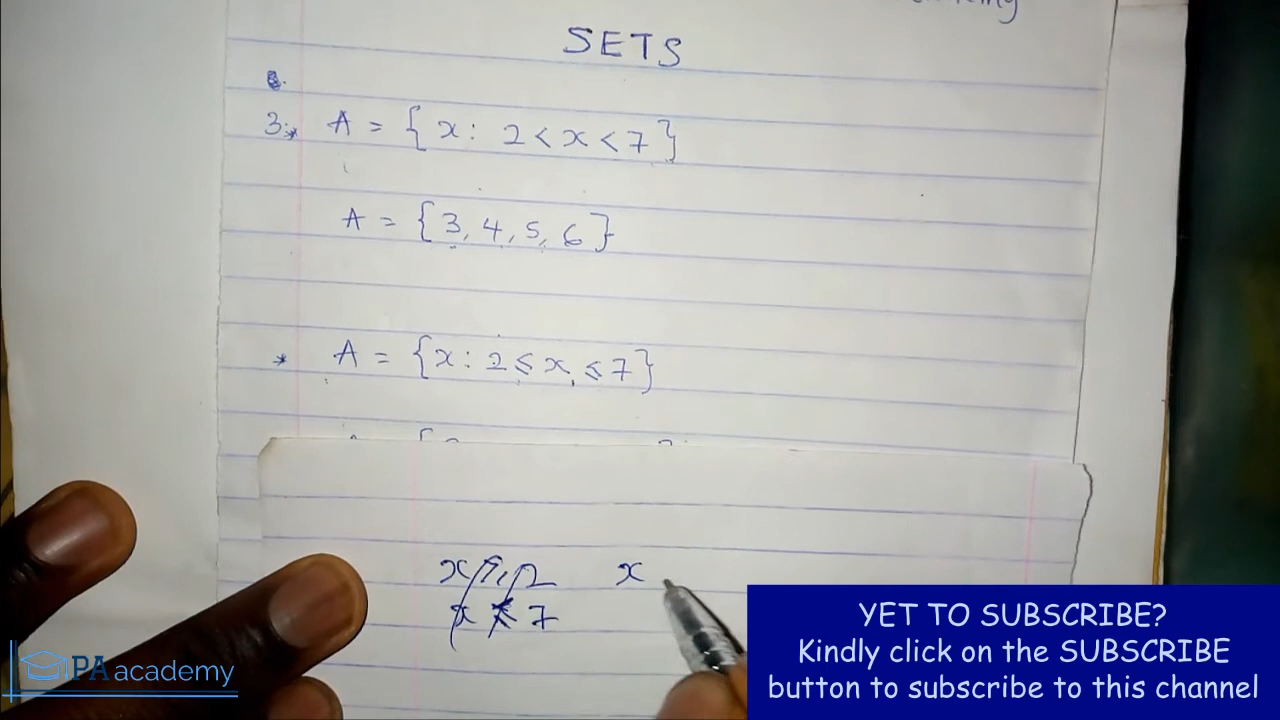 SETS
3. * A = { x : 2 < x < 7 }
A = { 3, 4, 5, 6 }
* A = { x : 2 ≤ x ≤ 7 }
x
7
PA academy
YET TO SUBSCRIBE?
Kindly click on the SUBSCRIBE
button to subscribe to this channel